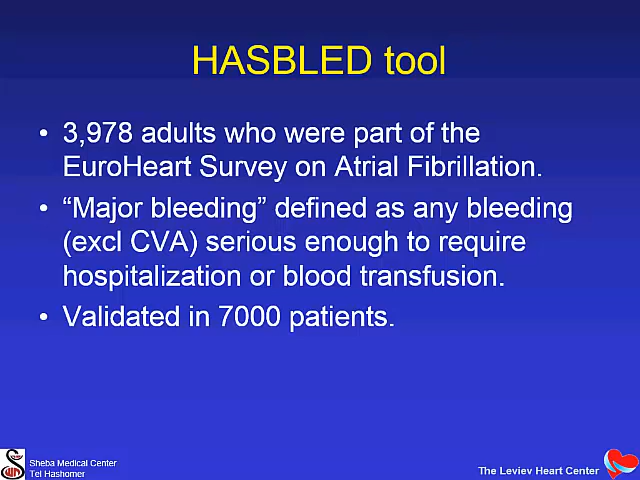 HASBLED tool
• 3,978 adults who were part of the
EuroHeart Survey on Atrial Fibrillation.
• “Major bleeding” defined as any bleeding
(excl CVA) serious enough to require
hospitalization or blood transfusion.
• Validated in 7000 patients.
Sheba Medical Center
Tel Hashomer
The Leviev Heart Center